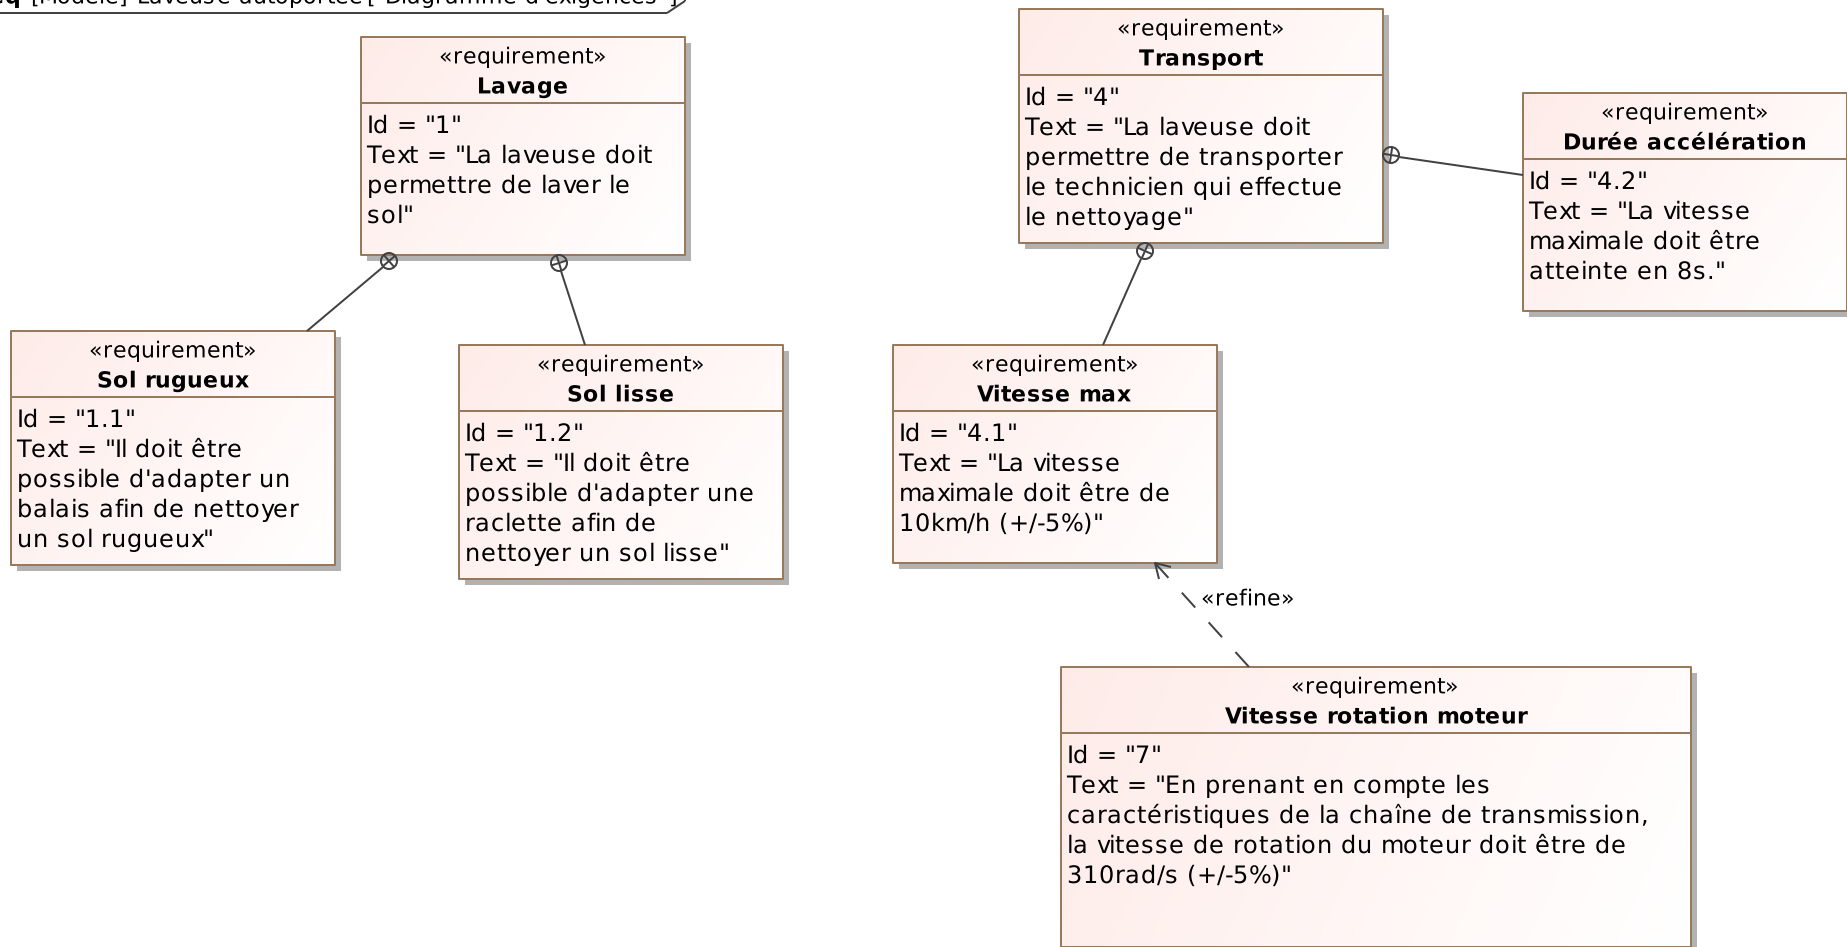 [Modèle] Laveuse autoportée [ Diagramme d'exigences ]
«requirement»
Lavage
Id = "1"
Text = "La laveuse doit
permettre de laver le
sol"
«requirement»
Transport
Id = "4"
Text = "La laveuse doit
permettre de transporter
le technicien qui effectue
le nettoyage"
«requirement»
Durée accélération
Id = "4.2"
Text = "La vitesse
maximale doit être
atteinte en 8s."
«requirement»
Sol rugueux
Id = "1.1"
Text = "Il doit être
possible d'adapter un
balais afin de nettoyer
un sol rugueux"
«requirement»
Sol lisse
Id = "1.2"
Text = "Il doit être
possible d'adapter une
raclette afin de
nettoyer un sol lisse"
«requirement»
Vitesse max
Id = "4.1"
Text = "La vitesse
maximale doit être de
10km/h (+/-5%)"
«refine»
«requirement»
Vitesse rotation moteur
Id = "7"
Text = "En prenant en compte les
caractéristiques de la chaîne de transmission,
la vitesse de rotation du moteur doit être de
310rad/s (+/-5%)"